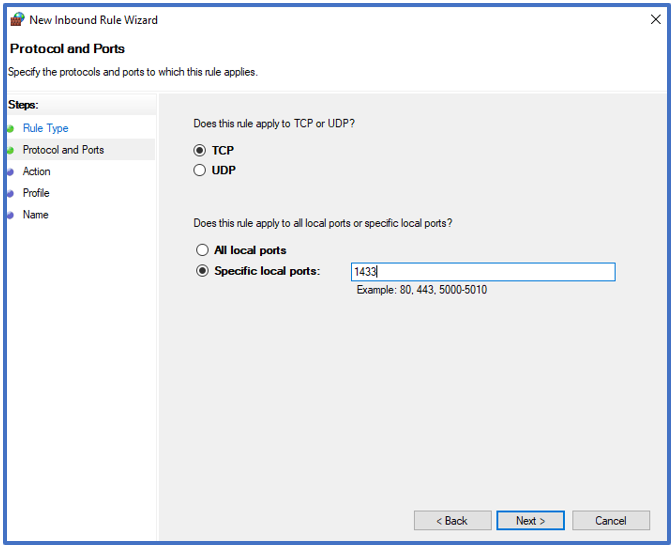 New Inbound Rule Wizard
Protocol and Ports
Specify the protocols and ports to which this rule applies.
Steps:
Rule Type
Protocol and Ports
Action
Profile
Name
Does this rule apply to TCP or UDP?
TCP
UDP
Does this rule apply to all local ports or specific local ports?
All local ports
Specific local ports: 1433
Example: 80, 443, 5000-5010
< Back Next > Cancel